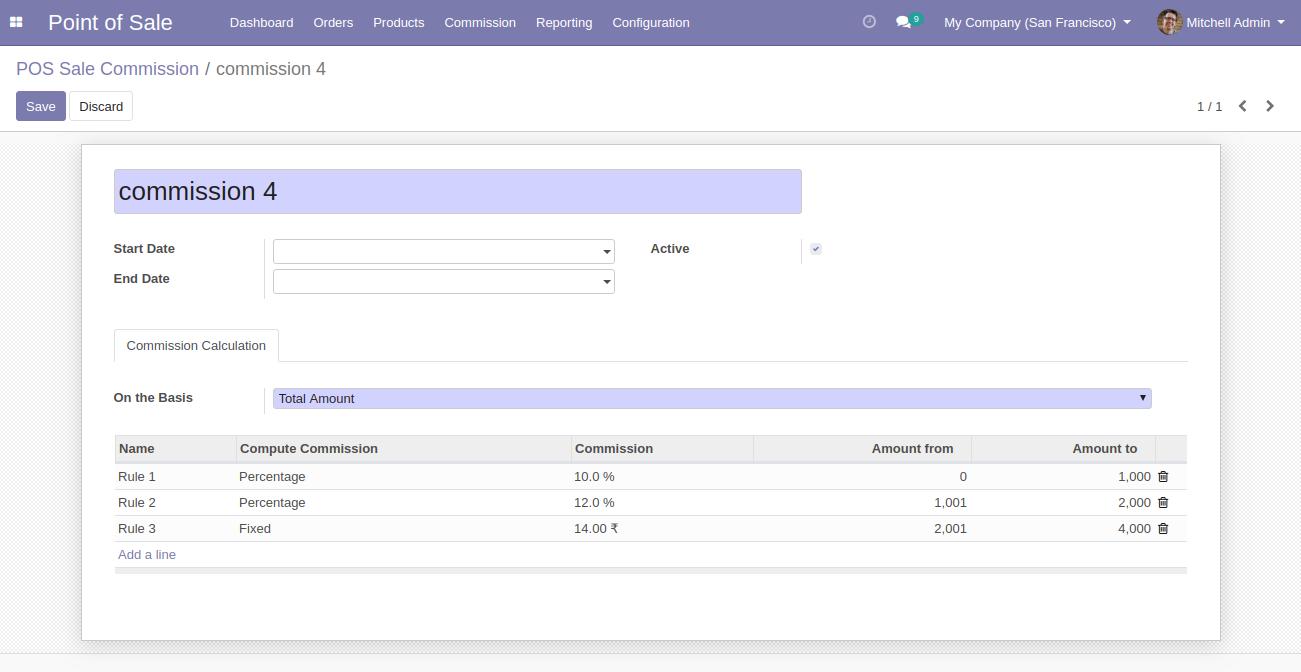 Point of Sale Dashboard Orders Products Commission Reporting Configuration 9 My Company (San Francisco) Mitchell Admin
POS Sale Commission / commission 4
Save Discard 1 / 1
commission 4
Start Date Active
End Date
Commission Calculation
On the Basis Total Amount
Name Compute Commission Commission Amount from Amount to
Rule 1 Percentage 10.0 % 0 1,000
Rule 2 Percentage 12.0 % 1,001 2,000
Rule 3 Fixed 14.00 ₹ 2,001 4,000
Add a line